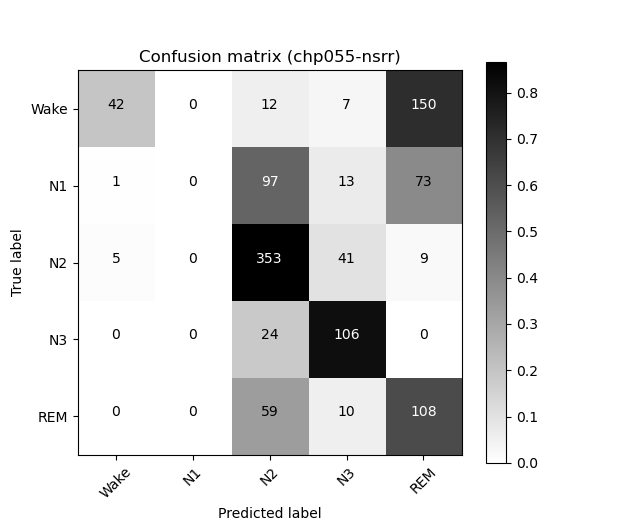 Confusion matrix (chp055-nsrr)
True label
Wake 42 0 12 7 150
N1 1 0 97 13 73
N2 5 0 353 41 9
N3 0 0 24 106 0
REM 0 0 59 10 108
Wake N1 N2 N3 REM
Predicted label
0.8
0.7
0.6
0.5
0.4
0.3
0.2
0.1
0.0